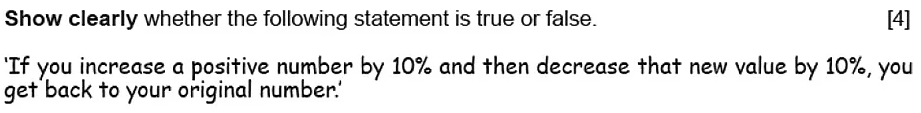 Show clearly whether the following statement is true or false. [4]
'If you increase a positive number by 10% and then decrease that new value by 10%, you
get back to your original number.'